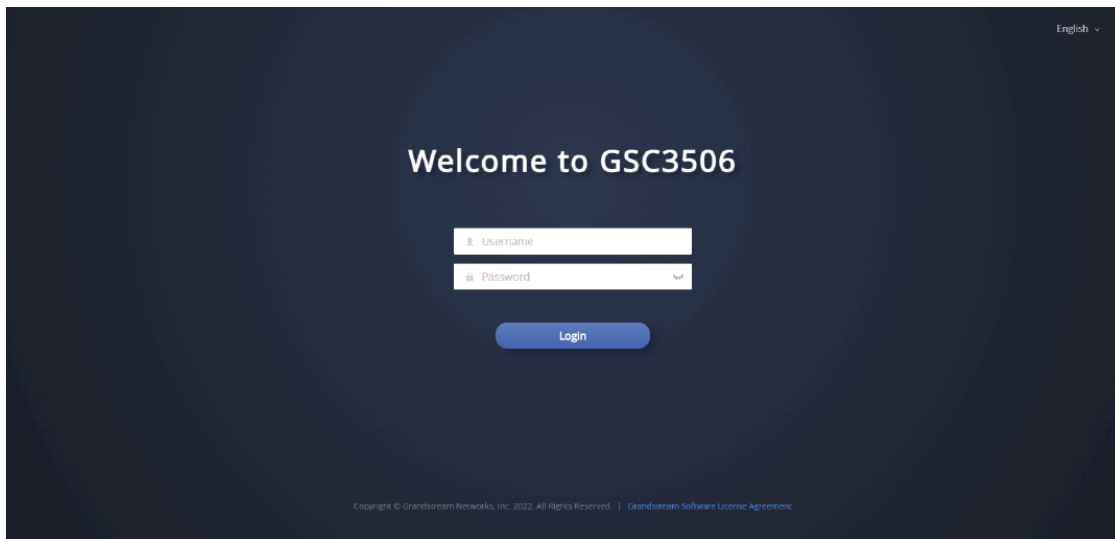 English
Welcome to GSC3506
Username
Password
Login
Copyright © Grandstream Networks, Inc. 2022. All Rights Reserved. | Grandstream Software License Agreement